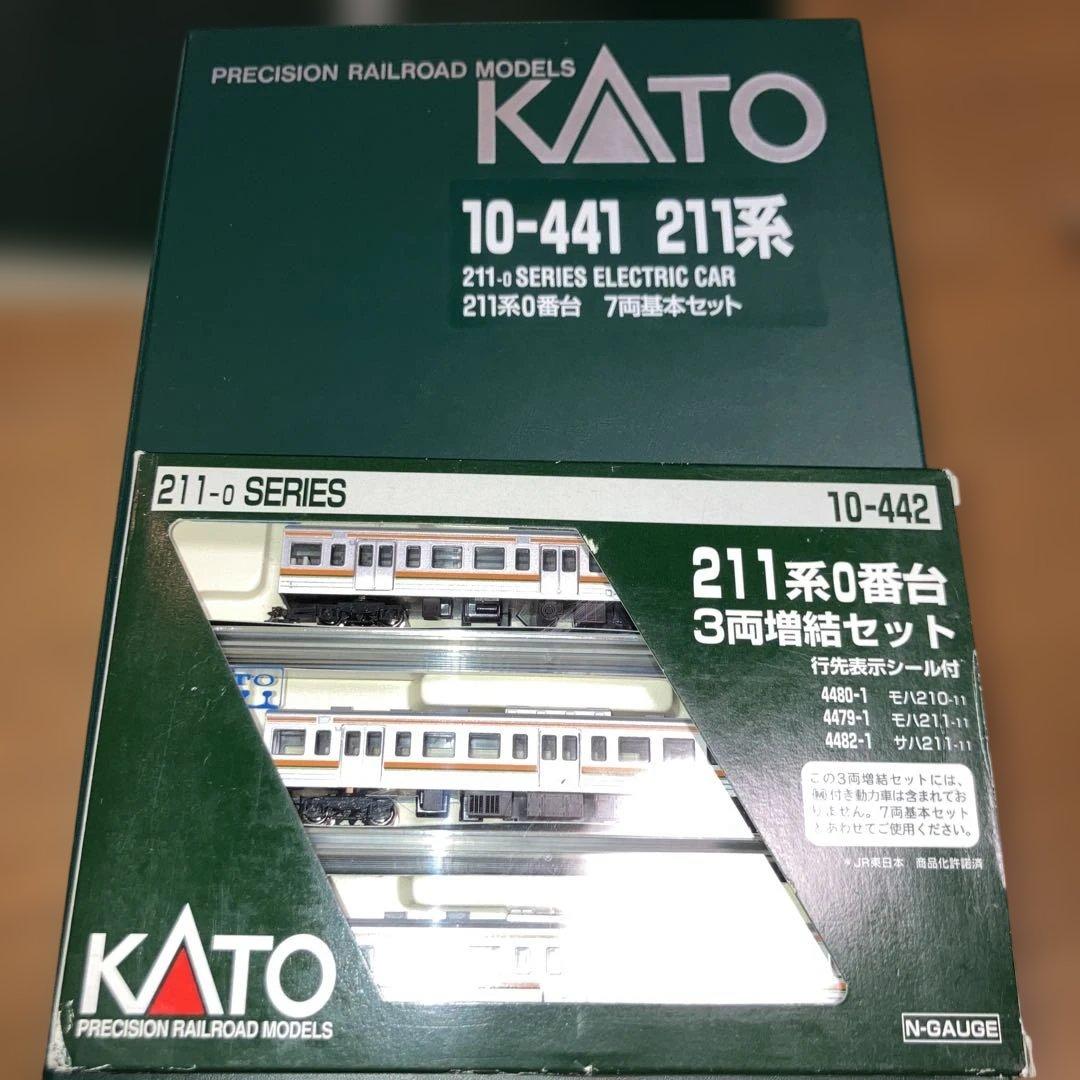 PRECISION RAILROAD MODELS
KATO
10-441 211系
211-0 SERIES ELECTRIC CAR
211系0番台 7両基本セット
211-0 SERIES
10-442
211系0番台
3両増結セット
行先表示シール付
4480-1 モハ210-11
4479-1 モハ211-11
4482-1 サハ211-11
この3両増結セットには、
付き動力車は含まれてお
りません。7両基本セット
とあわせてご使用ください。
*JR東日本 商品化許諾済
KATO
PRECISION RAILROAD MODELS
N-GAUGE